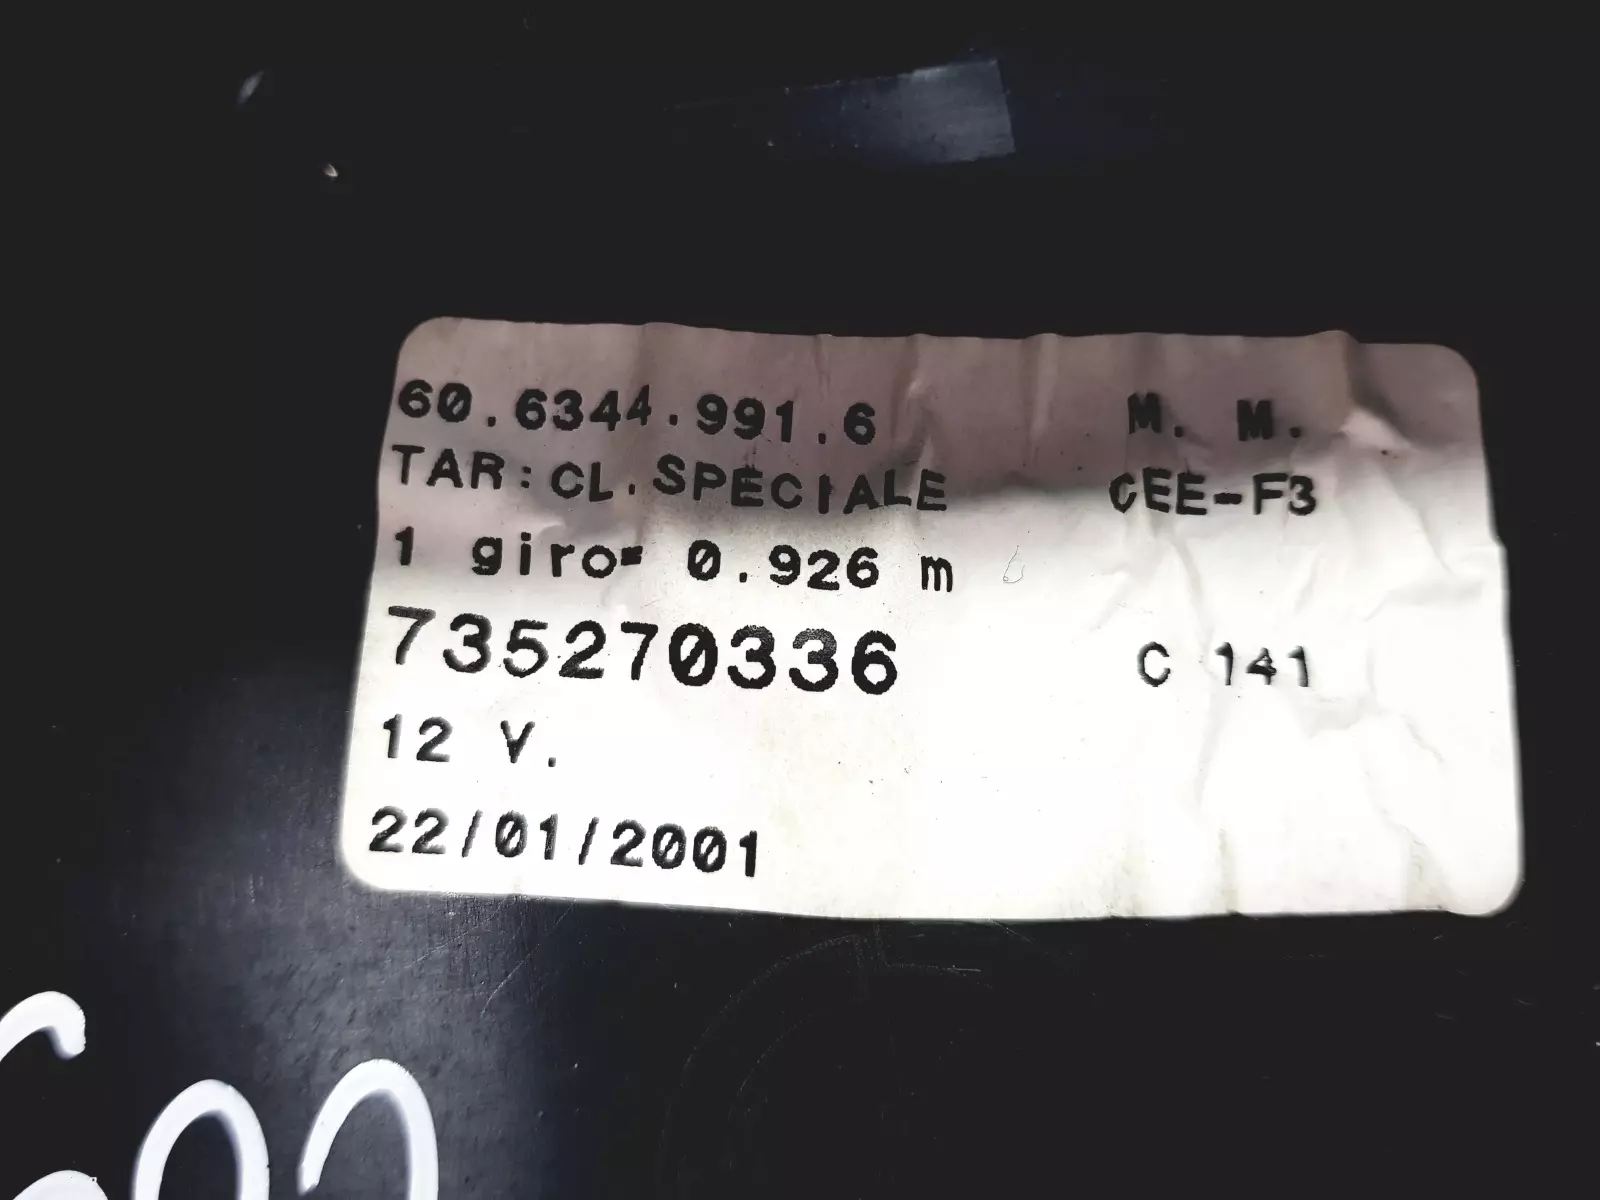 60.6344.991.6 M. M.
TAR:CL.SPECIALE CEE-F3
1 giro= 0.926 m
735270336 C 141
12 V.
22/01/2001